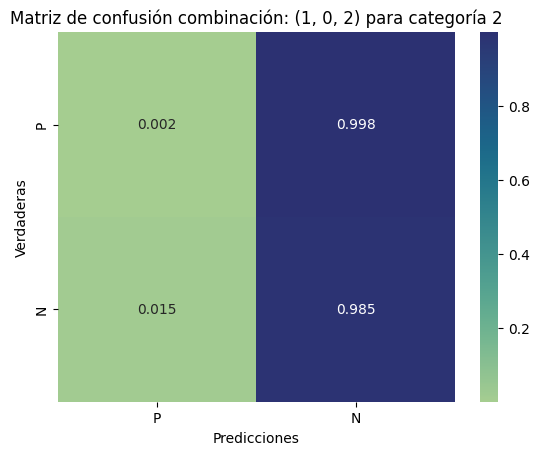 Matriz de confusión combinación: (1, 0, 2) para categoría 2
Verdaderas
P
0.002
0.998
N
0.015
0.985
P
N
Predicciones
0.8
0.6
0.4
0.2